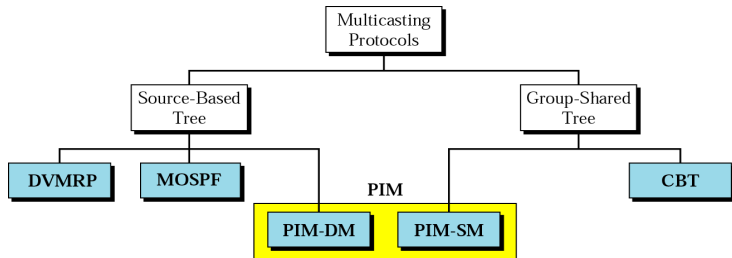 Multicasting
Protocols
Source-Based
Tree
Group-Shared
Tree
DVMRP
MOSPF
CBT
PIM
PIM-DM
PIM-SM